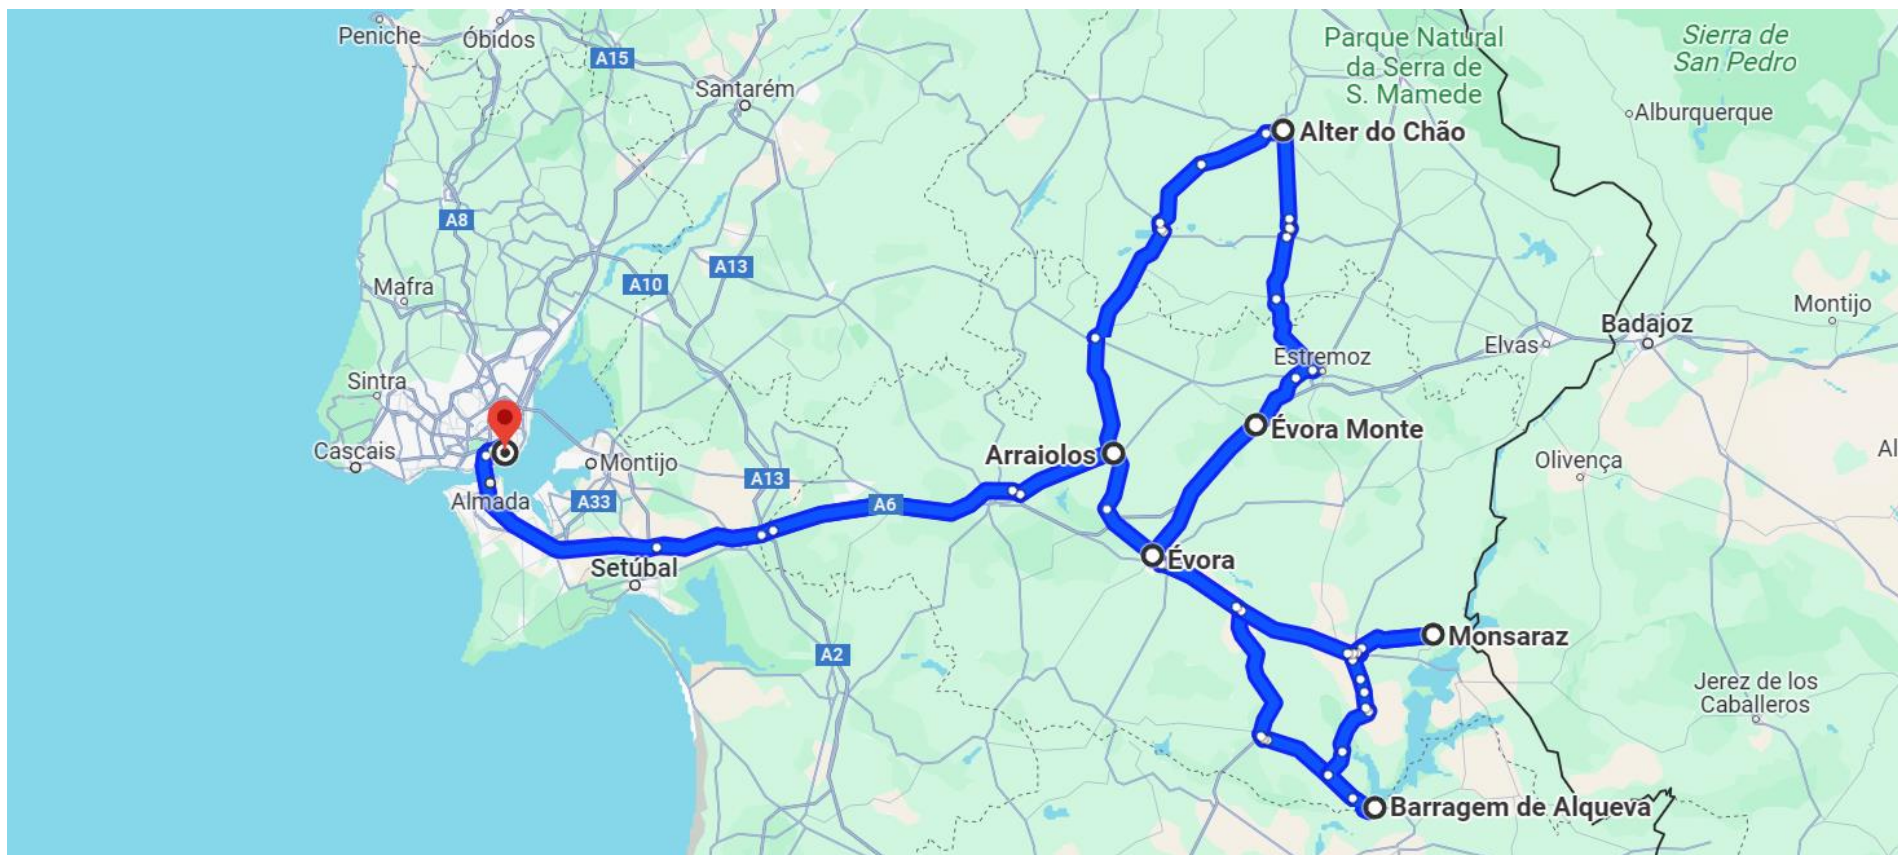 Peniche
Óbidos
A15
Santarém
Parque Natural
da Serra de
S. Mamede
Sierra de
San Pedro
Alburquerque
Alter do Chão
A8
A13
A10
Mafra
Montijo
Badajoz
Elvas
Estremoz
Sintra
Évora Monte
Cascais
Arraiolos
Montijo
Olivença
Al
A13
Almada
A33
A6
Setúbal
Évora
Monsaraz
A2
Jerez de los
Caballeros
Barragem de Alqueva